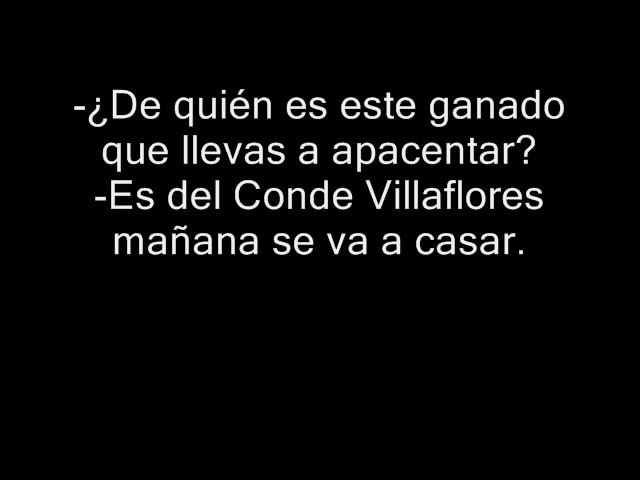 -¿De quién es este ganado
que llevas a apacentar?
-Es del Conde Villaflores
mañana se va a casar.